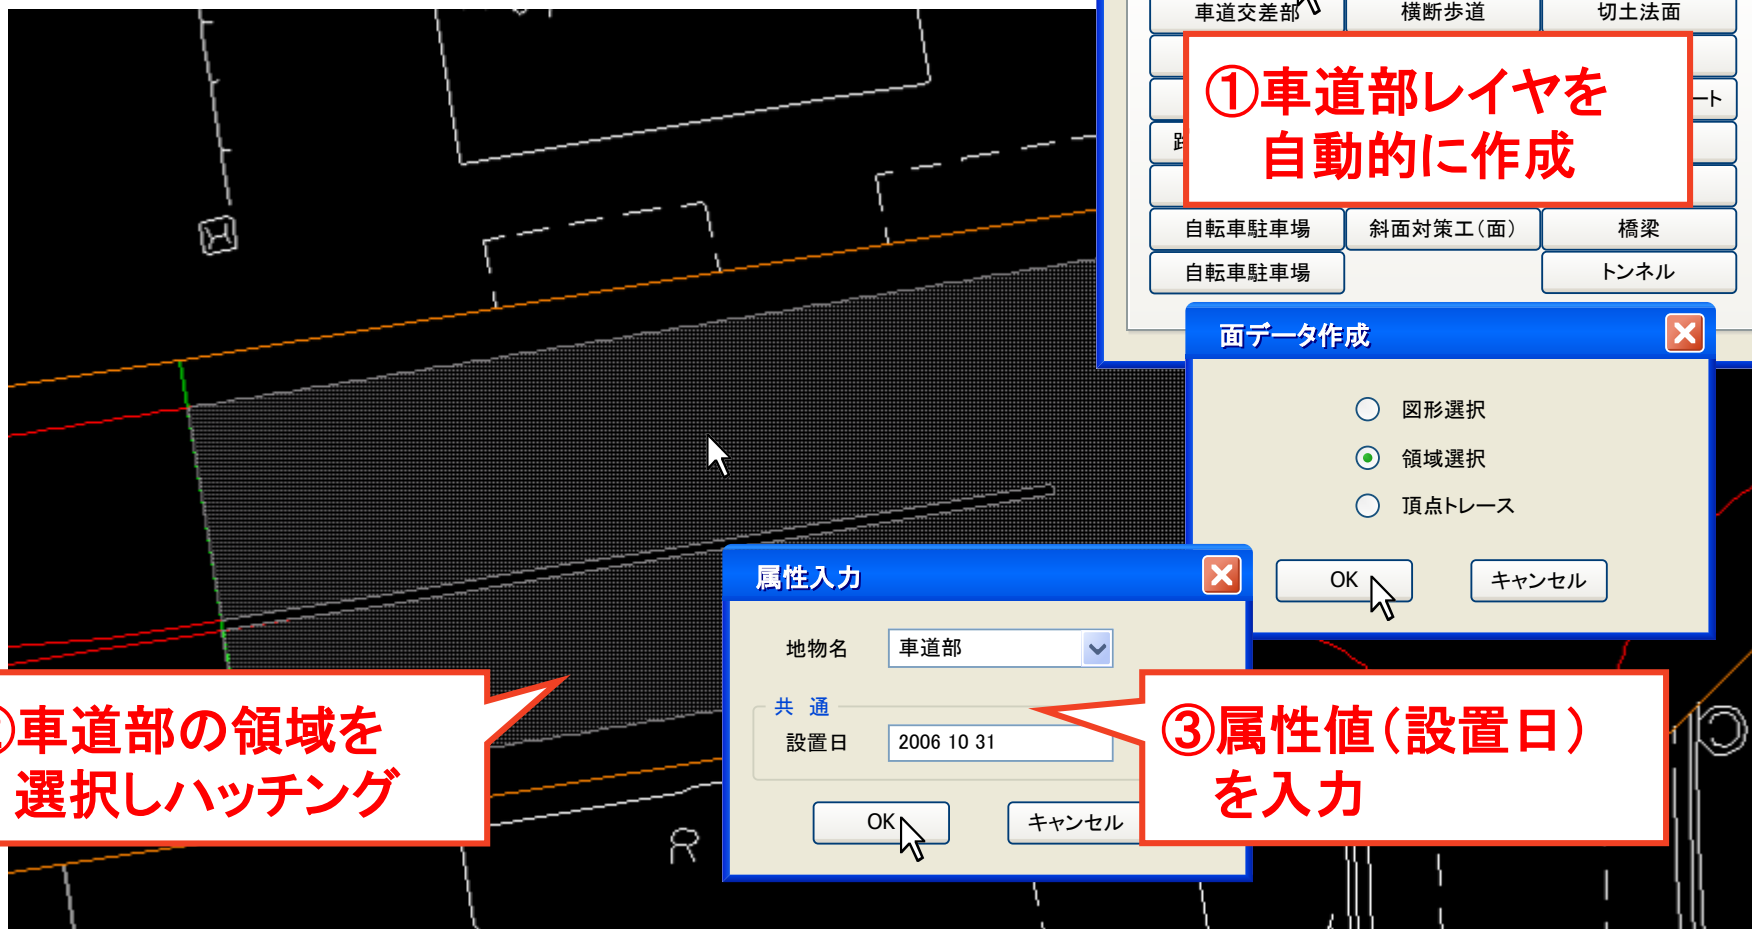 車道交差部
横断歩道
切土法面
①車道部レイヤを
自動的に作成
ート
自転車駐車場
斜面対策工(面)
橋梁
自転車駐車場
トンネル
面データ作成
図形選択
領域選択
頂点トレース
OK
キャンセル
属性入力
地物名
車道部
共 通
設置日
2006 10 31
OK
キャンセル
車道部の領域を
選択しハッチング
③属性値(設置日)
を入力
R